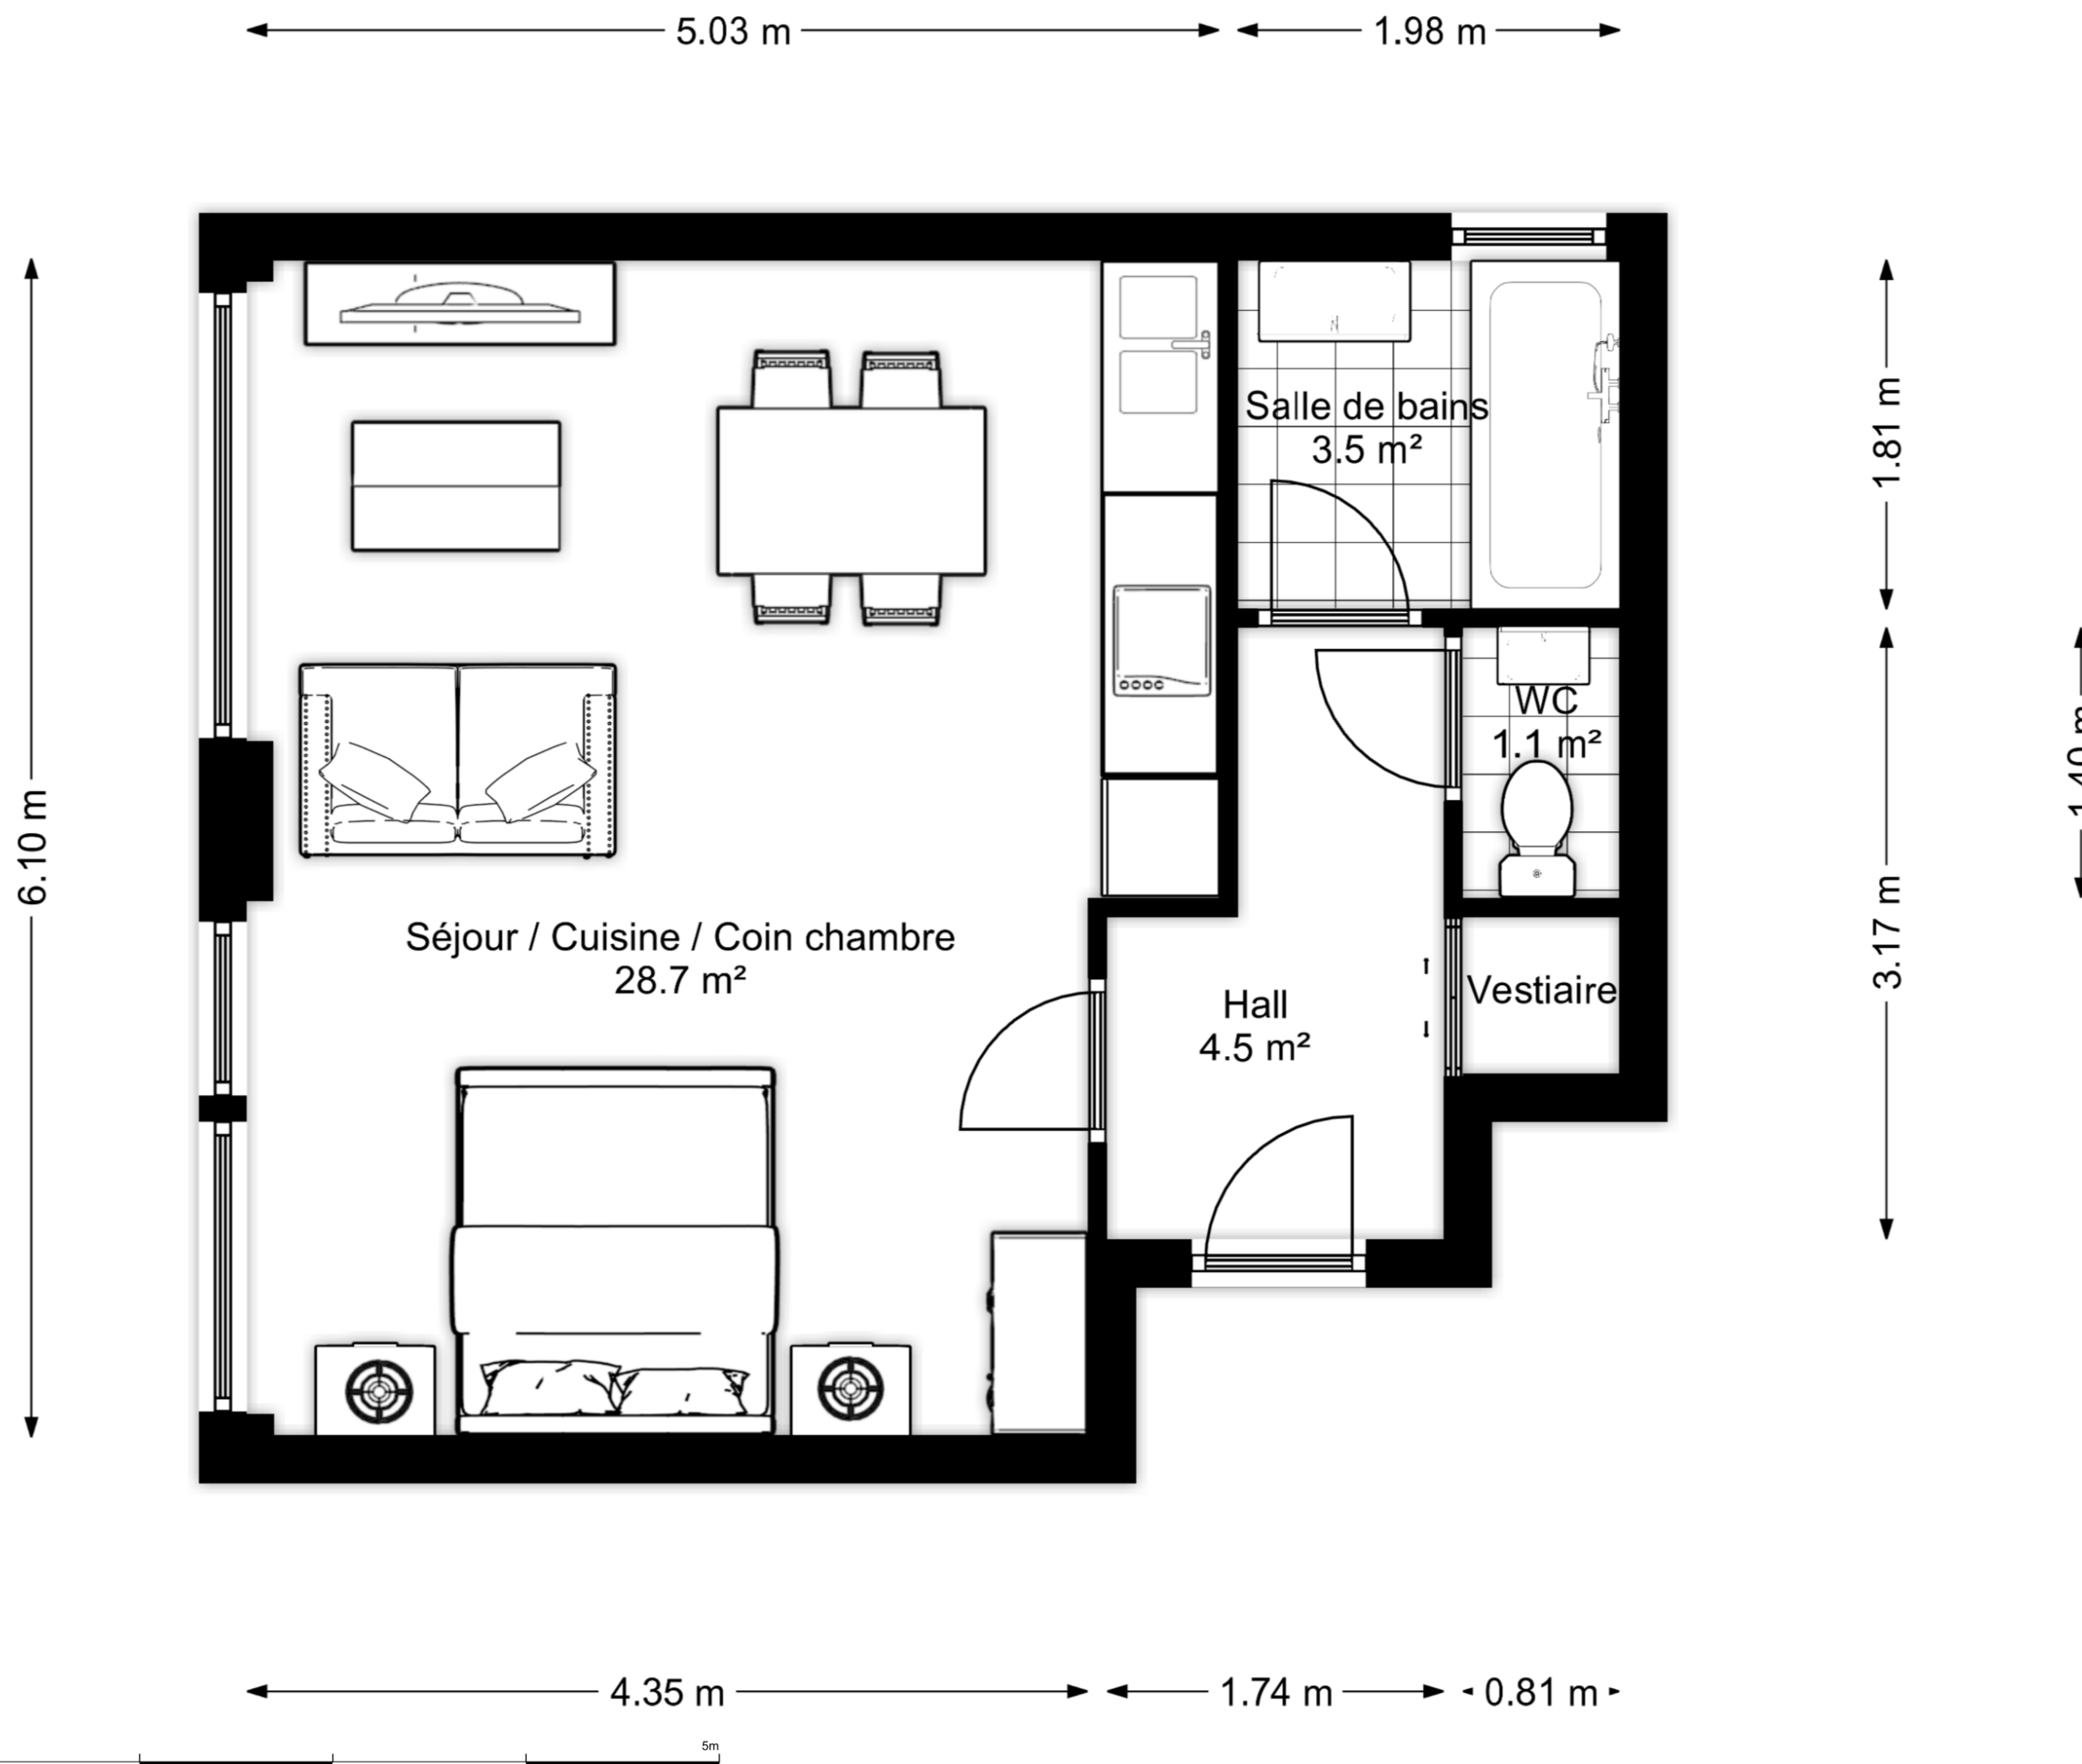 5.03 m
1.98 m
Salle de bains
3.5 m²
1.81 m
WC
1.1 m²
1.40 m
6.10 m
3.17 m
Séjour / Cuisine / Coin chambre
28.7 m²
Hall
4.5 m²
Vestiaire
4.35 m
1.74 m
0.81 m
5m